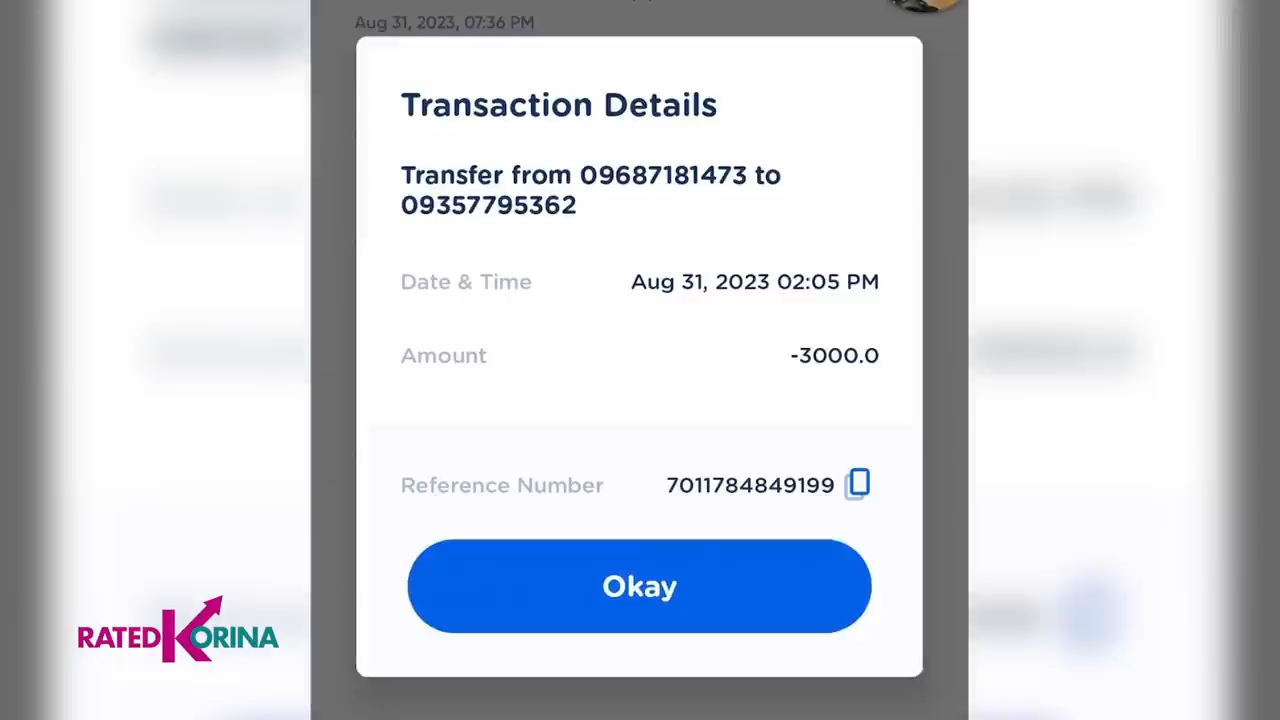 Aug 31, 2023, 07:36 PM
Transaction Details
Transfer from 09687181473 to
09357795362
Date & Time Aug 31, 2023 02:05 PM
Amount -3000.0
Reference Number 7011784849199
Okay
RATED KORINA